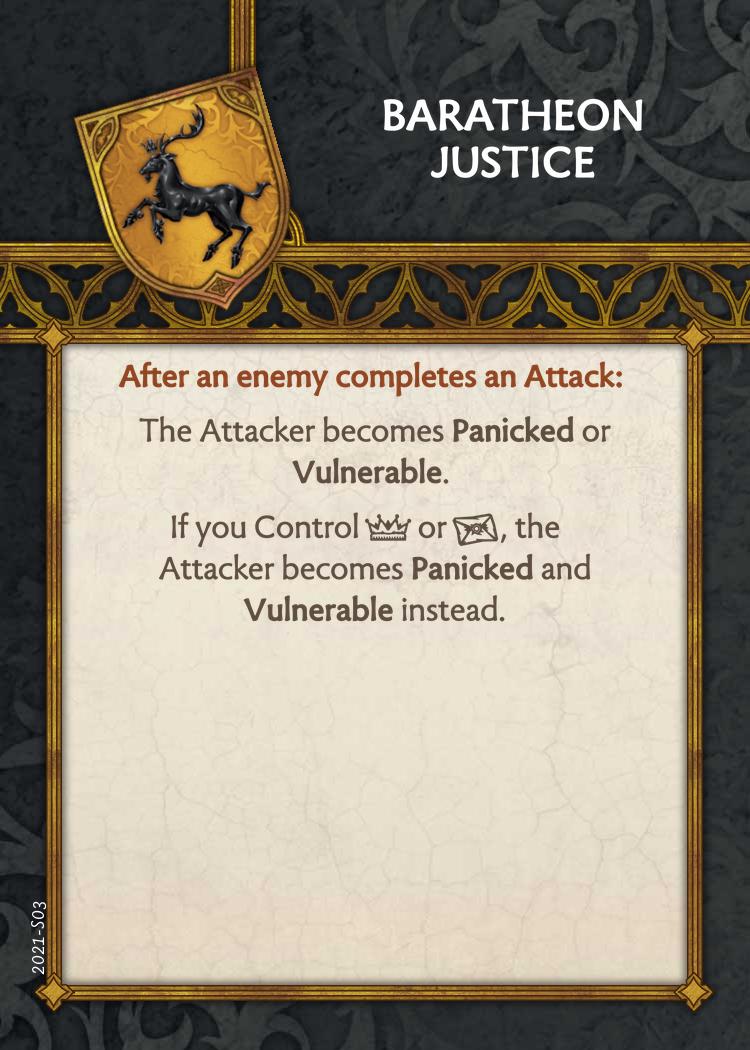 BARATHEON
JUSTICE
After an enemy completes an Attack:
The Attacker becomes Panicked or
Vulnerable.
If you Control or , the
Attacker becomes Panicked and
Vulnerable instead.
2021-S03